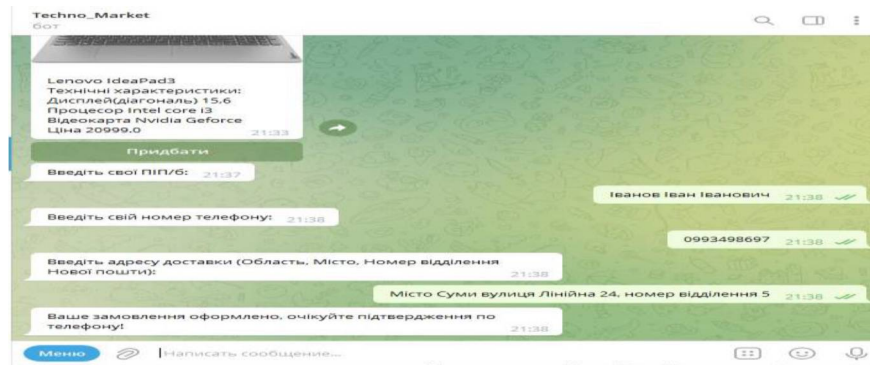 Techno_Market
бот
Lenovo IdeaPad3
Технічні характеристики:
Дисплей(діагональ) 15,6
Процесор Intel core i3
Відеокарта Nvidia Geforce
Ціна 20999.0 21:33
Придбати
Введіть свої ПІП/б: 21:37
Іванов Іван Іванович 21:38
Введіть свій номер телефону: 21:38
0993498697 21:38
Введіть адресу доставки (Область, Місто, Номер відділення
Нової пошти): 21:38
Місто Суми вулиця Лінійна 24, номер відділення 5 21:38
Ваше замовлення оформлено, очікуйте підтвердження по
телефону! 21:38
Меню Написать сообщение...